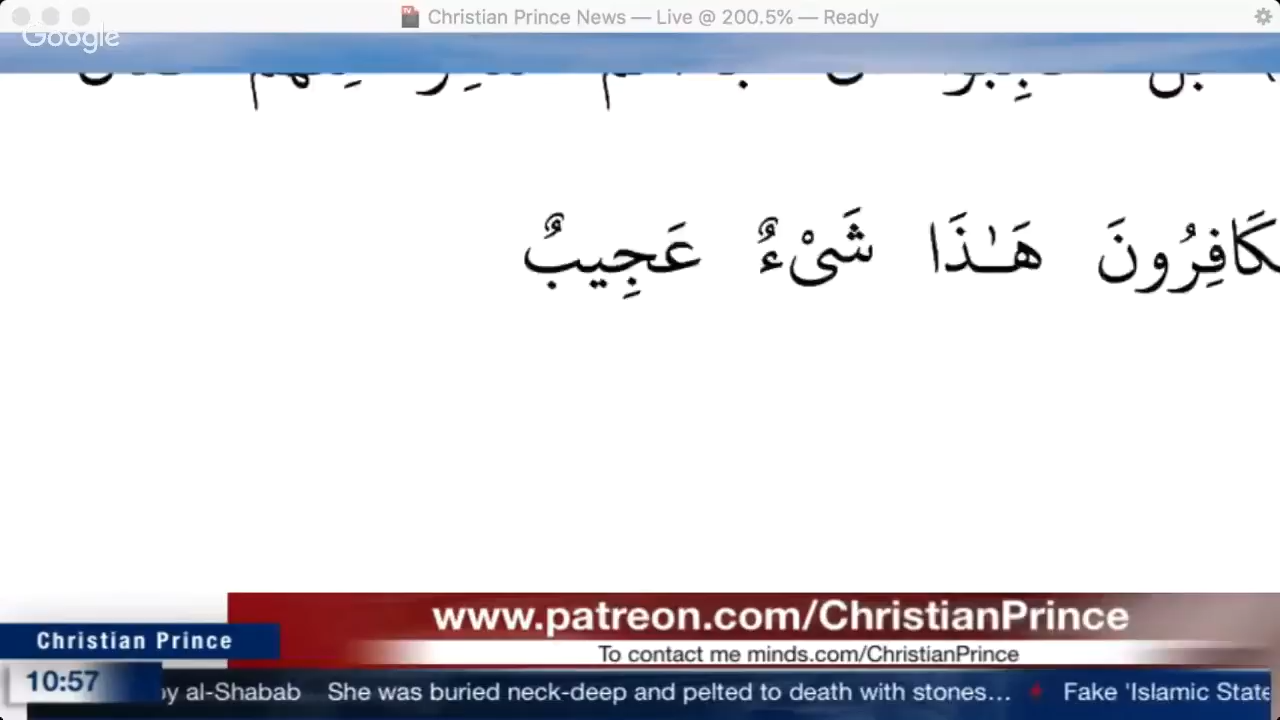 Christian Prince News — Live @ 200.5% — Ready
Google
هَـٰذَا شَىْءٌ عَجِيبٌ
www.patreon.com/ChristianPrince
To contact me minds.com/ChristianPrince
Christian Prince
10:57
by al-Shabab She was buried neck-deep and pelted to death with stones... Fake 'Islamic State